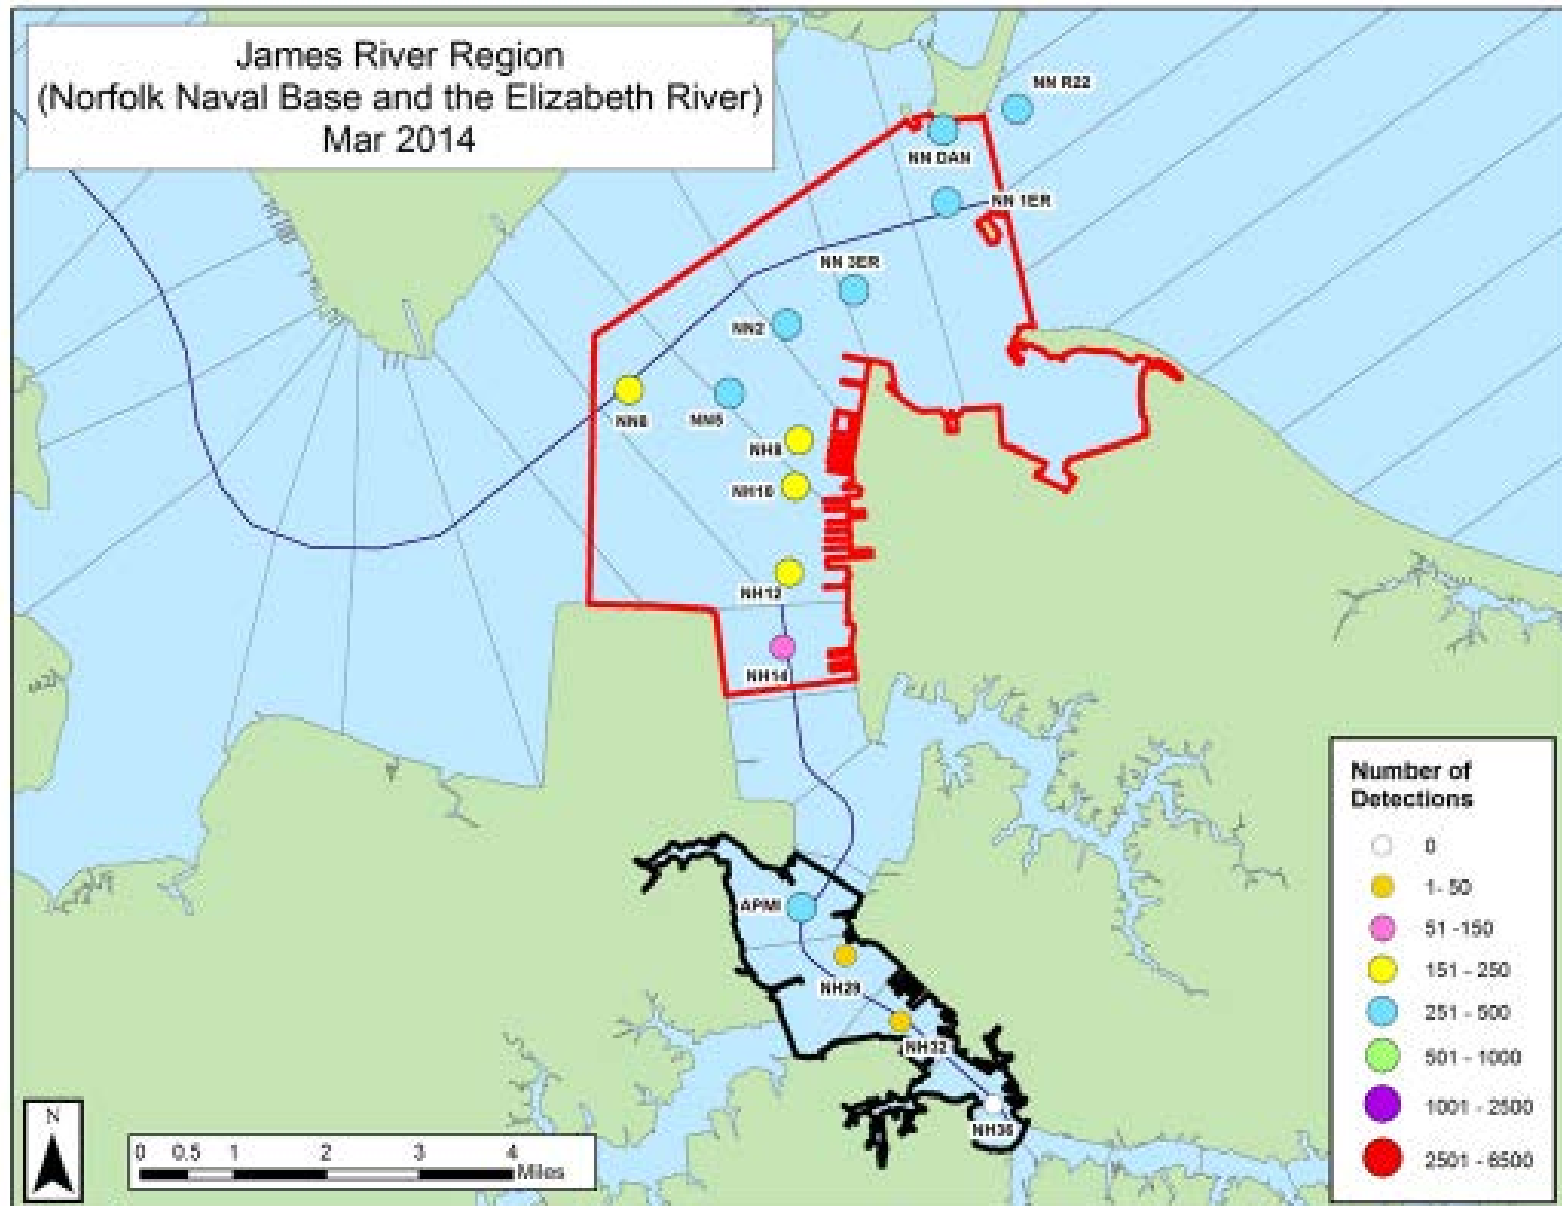 James River Region
(Norfolk Naval Base and the Elizabeth River)
Mar 2014
NN R22
NN DAN
NN 1ER
NN 3ER
NN2
NN5
NH8
NH10
NH12
NH14
APMI
NH29
NH32
Number of
Detections
0
1- 50
51 -150
151 - 250
251 - 500
501 - 1000
1001 - 2500
2501 - 6500
N
0 0.5 1 2 3 4
Miles